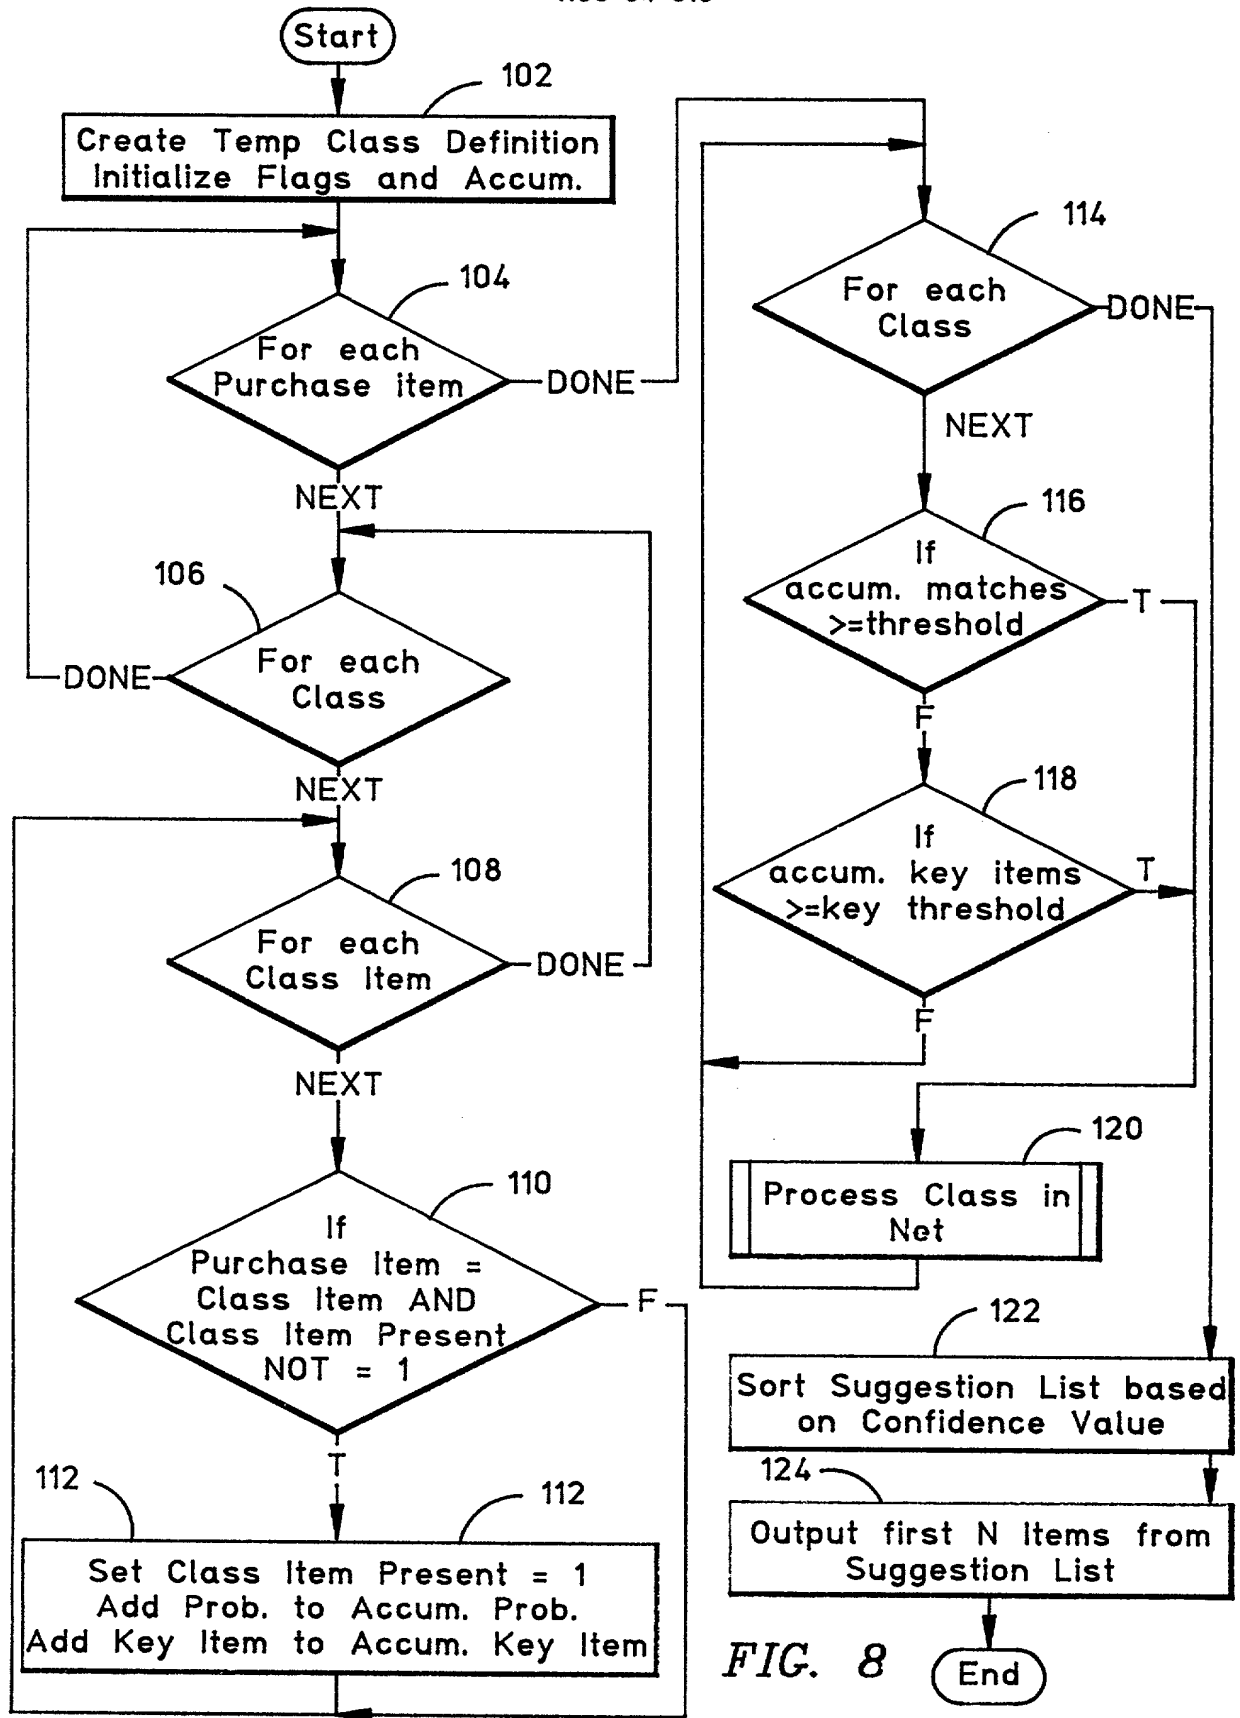 Start
102
Create Temp Class Definition
Initialize Flags and Accum.
104
For each
Purchase item
DONE
NEXT
106
For each
Class
DONE
NEXT
108
For each
Class Item
DONE
NEXT
110
If
Purchase Item =
Class Item AND
Class Item Present
NOT = 1
F
T
112
112
Set Class Item Present = 1
Add Prob. to Accum. Prob.
Add Key Item to Accum. Key Item
114
For each
Class
DONE
NEXT
116
If
accum. matches
>=threshold
T
F
118
If
accum. key items
>=key threshold
T
F
120
Process Class in
Net
122
Sort Suggestion List based
on Confidence Value
124
Output first N Items from
Suggestion List
End
FIG. 8